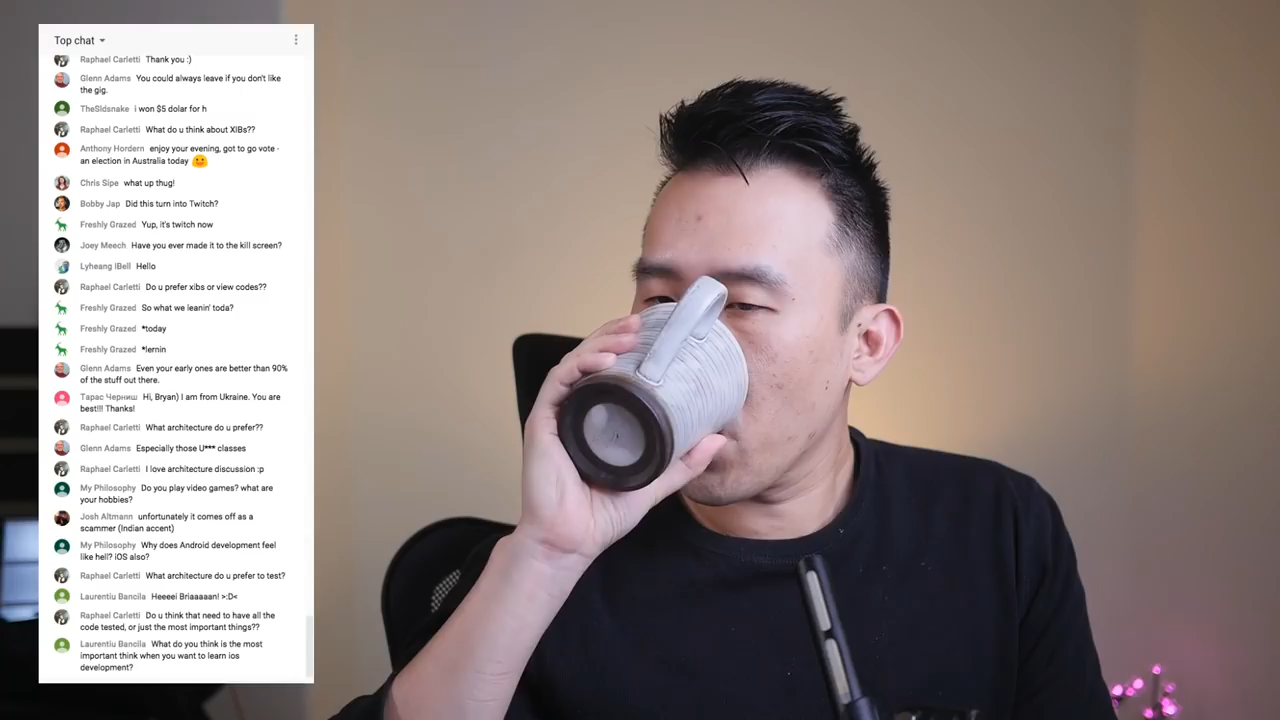 Top chat
Raphael Carletti Thank you :)
Glenn Adams You could always leave if you don't like
the gig.
TheSldsnake i won $5 dolar for h
Raphael Carletti What do u think about XIBs??
Anthony Hordern enjoy your evening, got to go vote -
an election in Australia today
Chris Sipe what up thug!
Bobby Jap Did this turn into Twitch?
Freshly Grazed Yup, it's twitch now
Joey Meech Have you ever made it to the kill screen?
Lyheang IBell Hello
Raphael Carletti Do u prefer xibs or view codes??
Freshly Grazed So what we leanin' toda?
Freshly Grazed *today
Freshly Grazed *lernin
Glenn Adams Even your early ones are better than 90%
of the stuff out there.
Тарас Черниш Hi, Bryan) I am from Ukraine. You are
best!!! Thanks!
Raphael Carletti What architecture do u prefer??
Glenn Adams Especially those U*** classes
Raphael Carletti I love architecture discussion :p
My Philosophy Do you play video games? what are
your hobbies?
Josh Altmann unfortunately it comes off as a
scammer (Indian accent)
My Philosophy Why does Android development feel
like hell? iOS also?
Raphael Carletti What architecture do u prefer to test?
Laurentiu Bancila Heeeei Briaaaaan! >:D<
Raphael Carletti Do u think that need to have all the
code tested, or just the most important things??
Laurentiu Bancila What do you think is the most
important think when you want to learn ios
development?